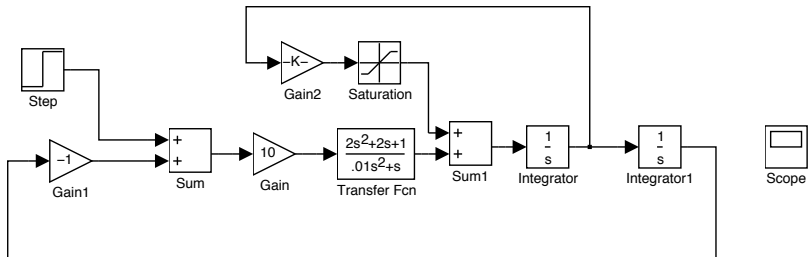 Step
-K-
Gain2
Saturation
+
+
Sum
-1
Gain1
10
Gain
2s²+2s+1
.01s²+s
Transfer Fcn
+
+
Sum1
1
s
Integrator
1
s
Integrator1
Scope